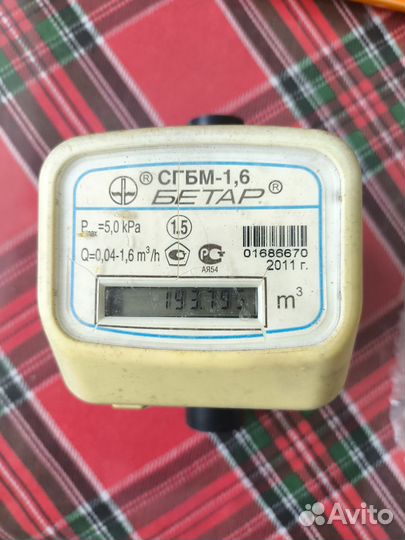 ® СГБМ-1,6
БЕТАР®
Pmax=5,0 kPa 1.5
Q=0,04-1,6 m³/h
АЯ54
01686670
2011 г.
m³
Avito